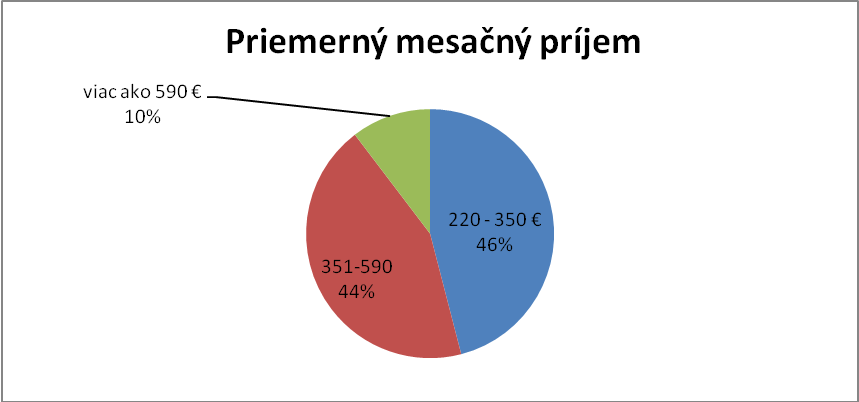 Priemerný mesačný príjem
viac ako 590 €
10%
220 - 350 €
46%
351-590
44%